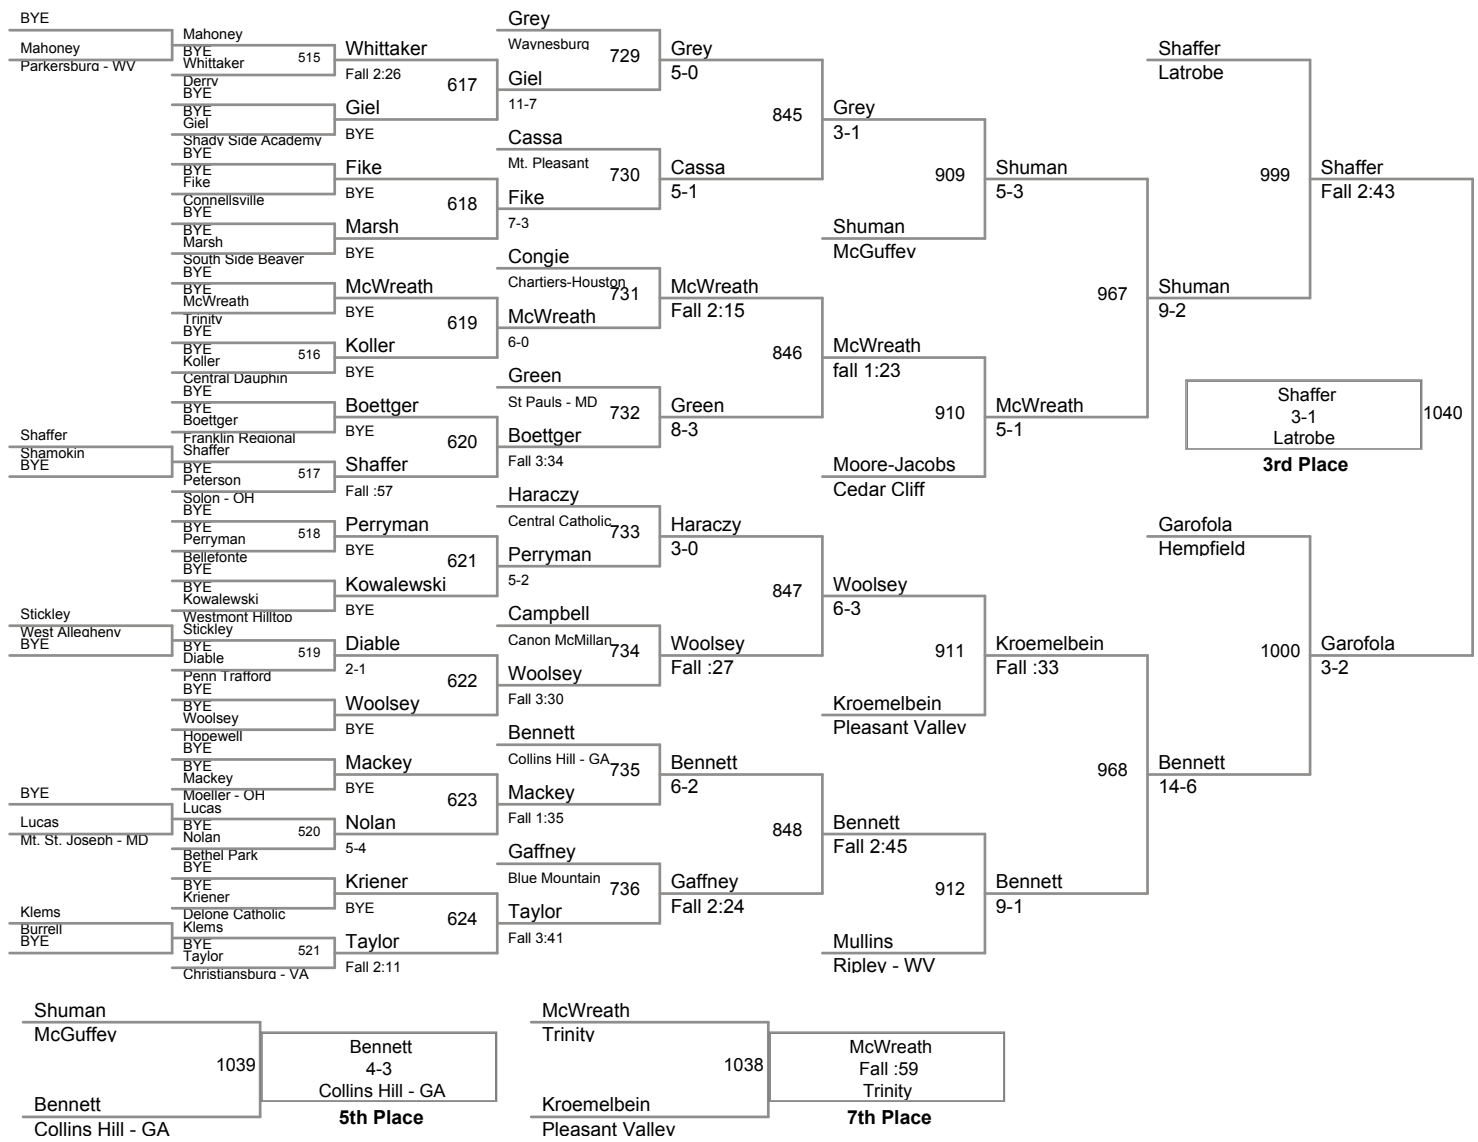 BYE
Mahoney
Parkersburg - WV
Shaffer
Shamokin
BYE
Stickley
West Allegheny
BYE
BYE
Lucas
Mt. St. Joseph - MD
Klems
Burrell
BYE
Mahoney
BYE
Whittaker
515
Derry
BYE
BYE
Giel
Shady Side Academy
BYE
BYE
Fike
Connellsville
BYE
BYE
Marsh
South Side Beaver
BYE
BYE
McWreath
Trinity
BYE
BYE
Koller
516
Central Dauphin
BYE
BYE
Boettger
Franklin Regional
Shaffer
BYE
Peterson
517
Solon - OH
BYE
BYE
Perryman
518
Bellefonte
BYE
BYE
Kowalewski
Westmont Hilltop
Stickley
BYE
Diable
519
Penn Trafford
BYE
BYE
Woolsey
Hopewell
BYE
BYE
Mackey
Moeller - OH
Lucas
BYE
Nolan
520
Bethel Park
BYE
BYE
Kriener
Delone Catholic
Klems
BYE
Taylor
521
Christiansburg - VA
Whittaker
Fall 2:26
617
Giel
BYE
Fike
BYE
618
Marsh
BYE
McWreath
BYE
619
Koller
BYE
Boettger
BYE
620
Shaffer
Fall :57
Perryman
BYE
621
Kowalewski
BYE
Diable
2-1
622
Woolsey
BYE
Mackey
BYE
623
Nolan
5-4
Kriener
BYE
624
Taylor
Fall 2:11
Grey
Waynesburg
729
Giel
11-7
Cassa
Mt. Pleasant
730
Fike
7-3
Congie
Chartiers-Houston
731
McWreath
6-0
Green
St Pauls - MD
732
Boettger
Fall 3:34
Haraczy
Central Catholic
733
Perryman
5-2
Campbell
Canon McMillan
734
Woolsey
Fall 3:30
Bennett
Collins Hill - GA
735
Mackey
Fall 1:35
Gaffney
Blue Mountain
736
Taylor
Fall 3:41
Grey
5-0
845
Cassa
5-1
McWreath
Fall 2:15
846
Green
8-3
Haraczy
3-0
847
Woolsey
Fall :27
Bennett
6-2
848
Gaffney
Fall 2:24
Grey
3-1
909
Shuman
McGuffey
McWreath
fall 1:23
910
Moore-Jacobs
Cedar Cliff
Woolsey
6-3
911
Kroemelbein
Pleasant Valley
Bennett
Fall 2:45
912
Mullins
Ripley - WV
Shuman
5-3
967
McWreath
5-1
Kroemelbein
Fall :33
968
Bennett
9-1
Shaffer
Latrobe
999
Shuman
9-2
Garofola
Hempfield
1000
Bennett
14-6
Shaffer
Fall 2:43
1040
Garofola
3-2
Shaffer
3-1
Latrobe
3rd Place
Shuman
McGuffey
1039
Bennett
Collins Hill - GA
Bennett
4-3
Collins Hill - GA
5th Place
McWreath
Trinity
1038
Kroemelbein
Pleasant Valley
McWreath
Fall :59
Trinity
7th Place